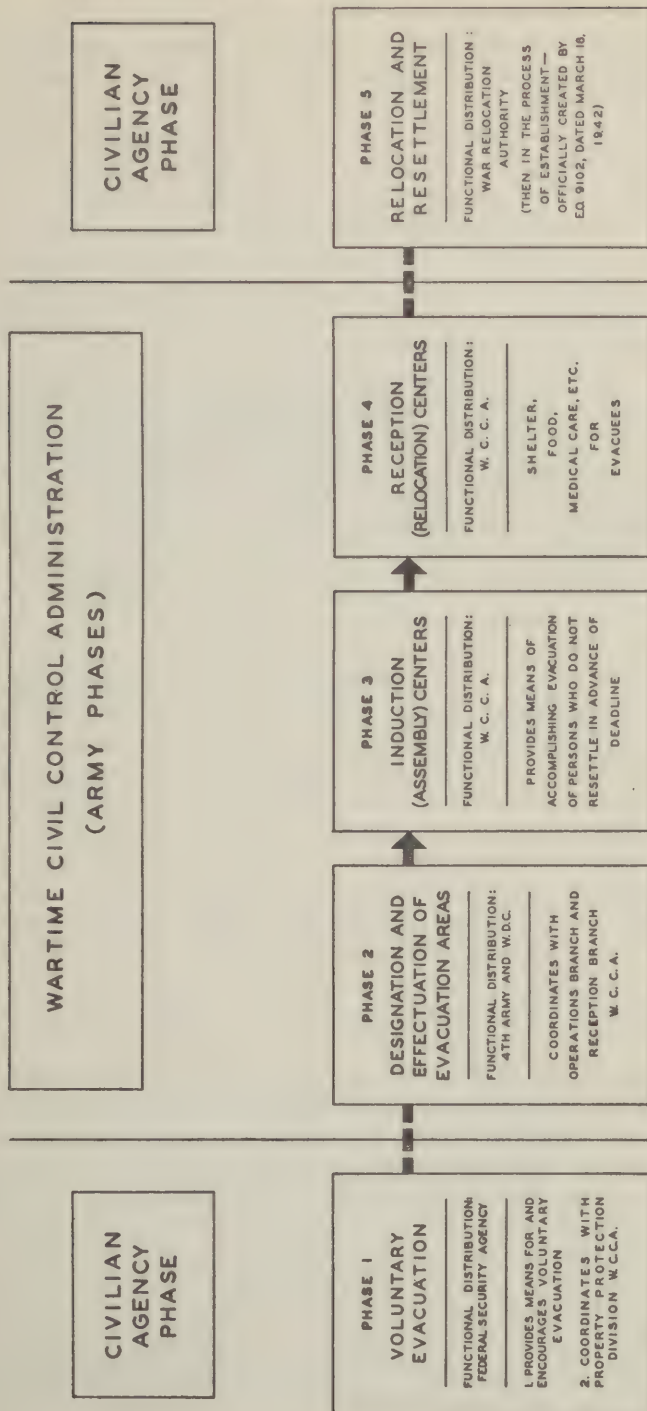 CIVILIAN
AGENCY
PHASE
WARTIME CIVIL CONTROL ADMINISTRATION
(ARMY PHASES)
CIVILIAN
AGENCY
PHASE
PHASE 1
VOLUNTARY
EVACUATION
FUNCTIONAL DISTRIBUTION:
FEDERAL SECURITY AGENCY
1. PROVIDES MEANS FOR AND
ENCOURAGES VOLUNTARY
EVACUATION
2. COORDINATES WITH
PROPERTY PROTECTION
DIVISION W.C.C.A.
PHASE 2
DESIGNATION AND
EFFECTUATION OF
EVACUATION AREAS
FUNCTIONAL DISTRIBUTION:
4TH ARMY AND W.D.C.
COORDINATES WITH
OPERATIONS BRANCH AND
RECEPTION BRANCH
W. C. C. A.
PHASE 3
INDUCTION
(ASSEMBLY) CENTERS
FUNCTIONAL DISTRIBUTION:
W. C. C. A.
PROVIDES MEANS OF
ACCOMPLISHING EVACUATION
OF PERSONS WHO DO NOT
RESETTLE IN ADVANCE OF
DEADLINE
PHASE 4
RECEPTION
(RELOCATION) CENTERS
FUNCTIONAL DISTRIBUTION:
W. C. C. A.
SHELTER,
FOOD,
MEDICAL CARE, ETC.
FOR
EVACUEES
PHASE 5
RELOCATION AND
RESETTLEMENT
FUNCTIONAL DISTRIBUTION:
WAR RELOCATION
AUTHORITY
(THEN IN THE PROCESS
OF ESTABLISHMENT—
OFFICIALLY CREATED BY
E.O. 9102, DATED MARCH 18,
1942)